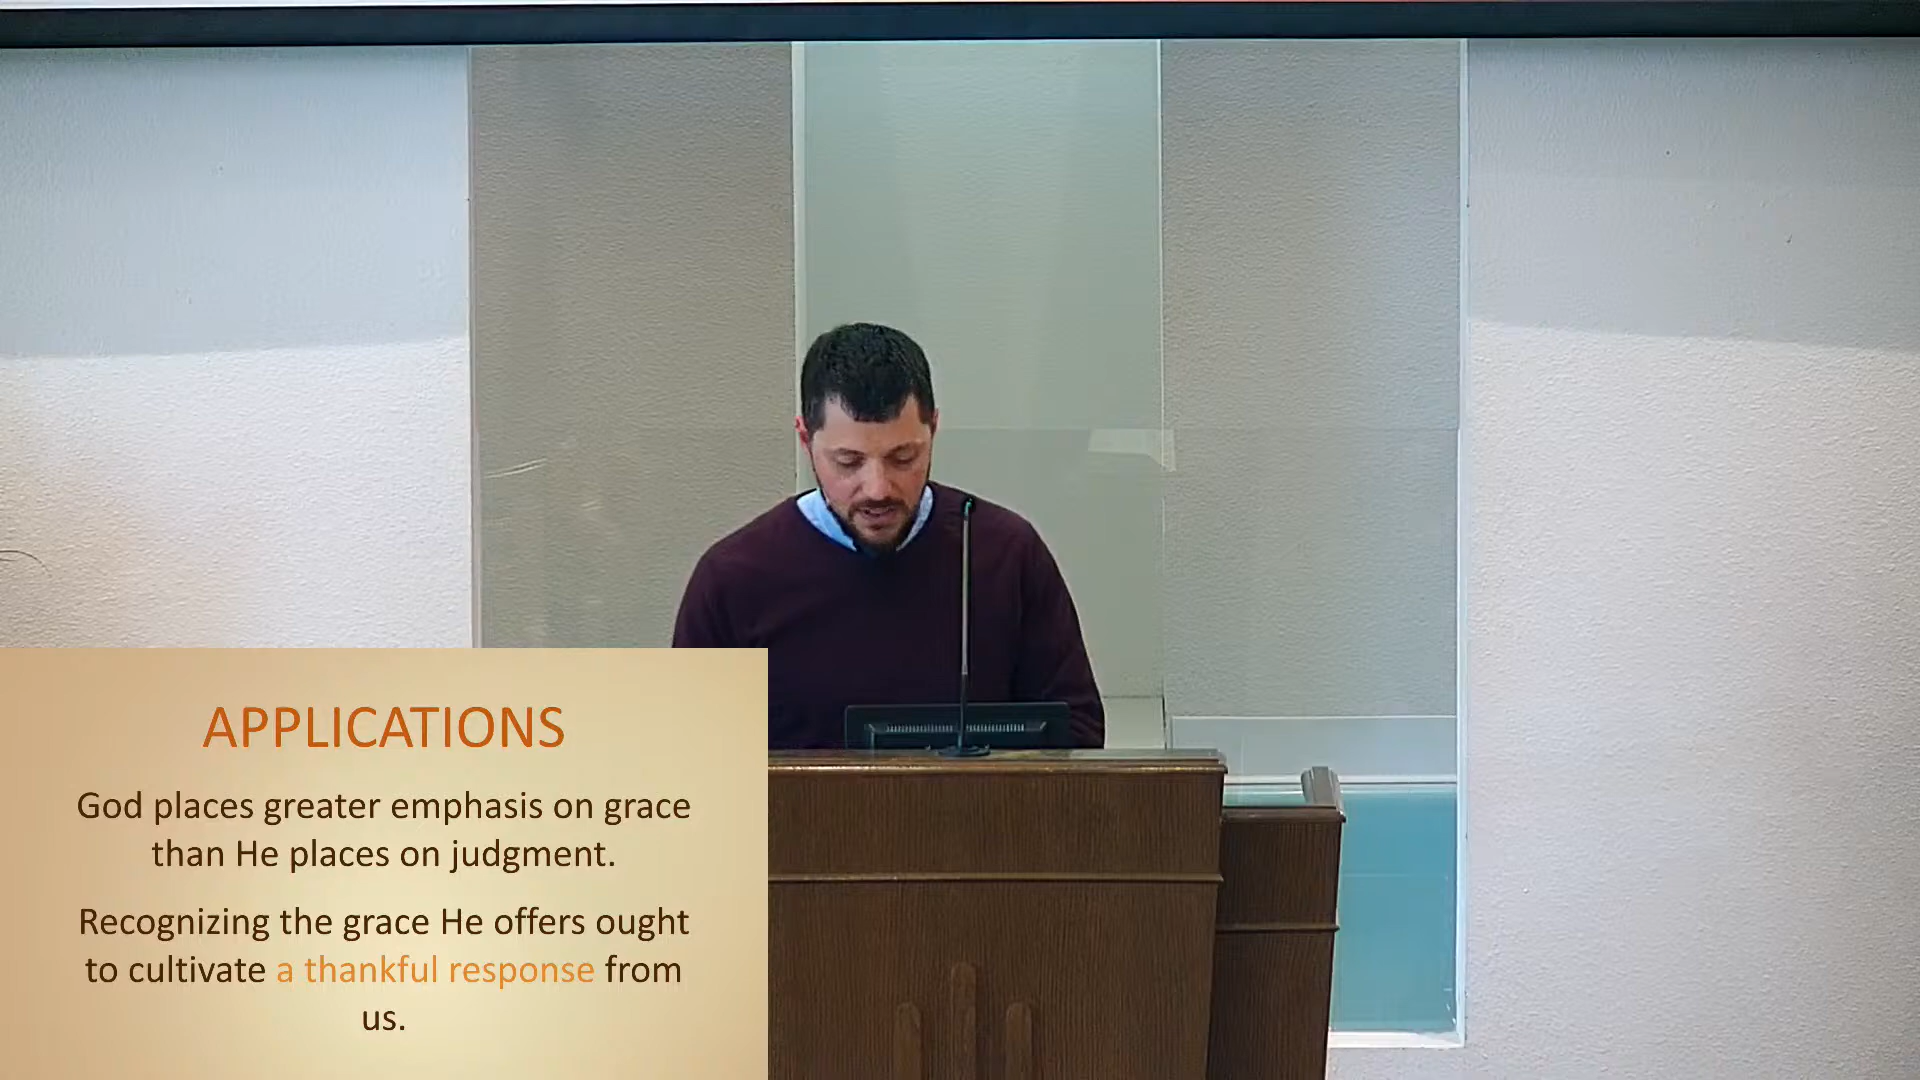 APPLICATIONS
God places greater emphasis on grace
than He places on judgment.
Recognizing the grace He offers ought
to cultivate a thankful response from
us.